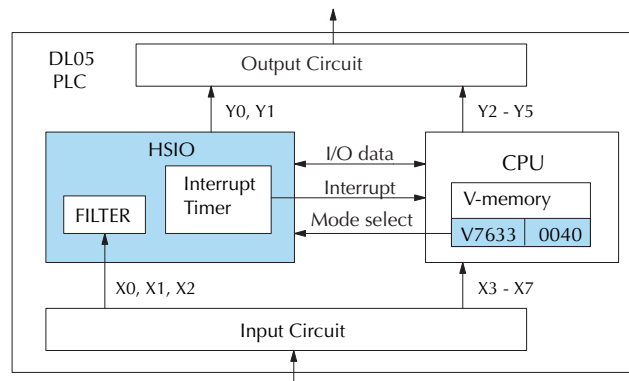 DL05
PLC
Output Circuit
Y0, Y1
Y2 - Y5
HSIO
I/O data
CPU
Interrupt
Timer
Interrupt
V-memory
FILTER
Mode select
V7633 0040
X0, X1, X2
X3 - X7
Input Circuit